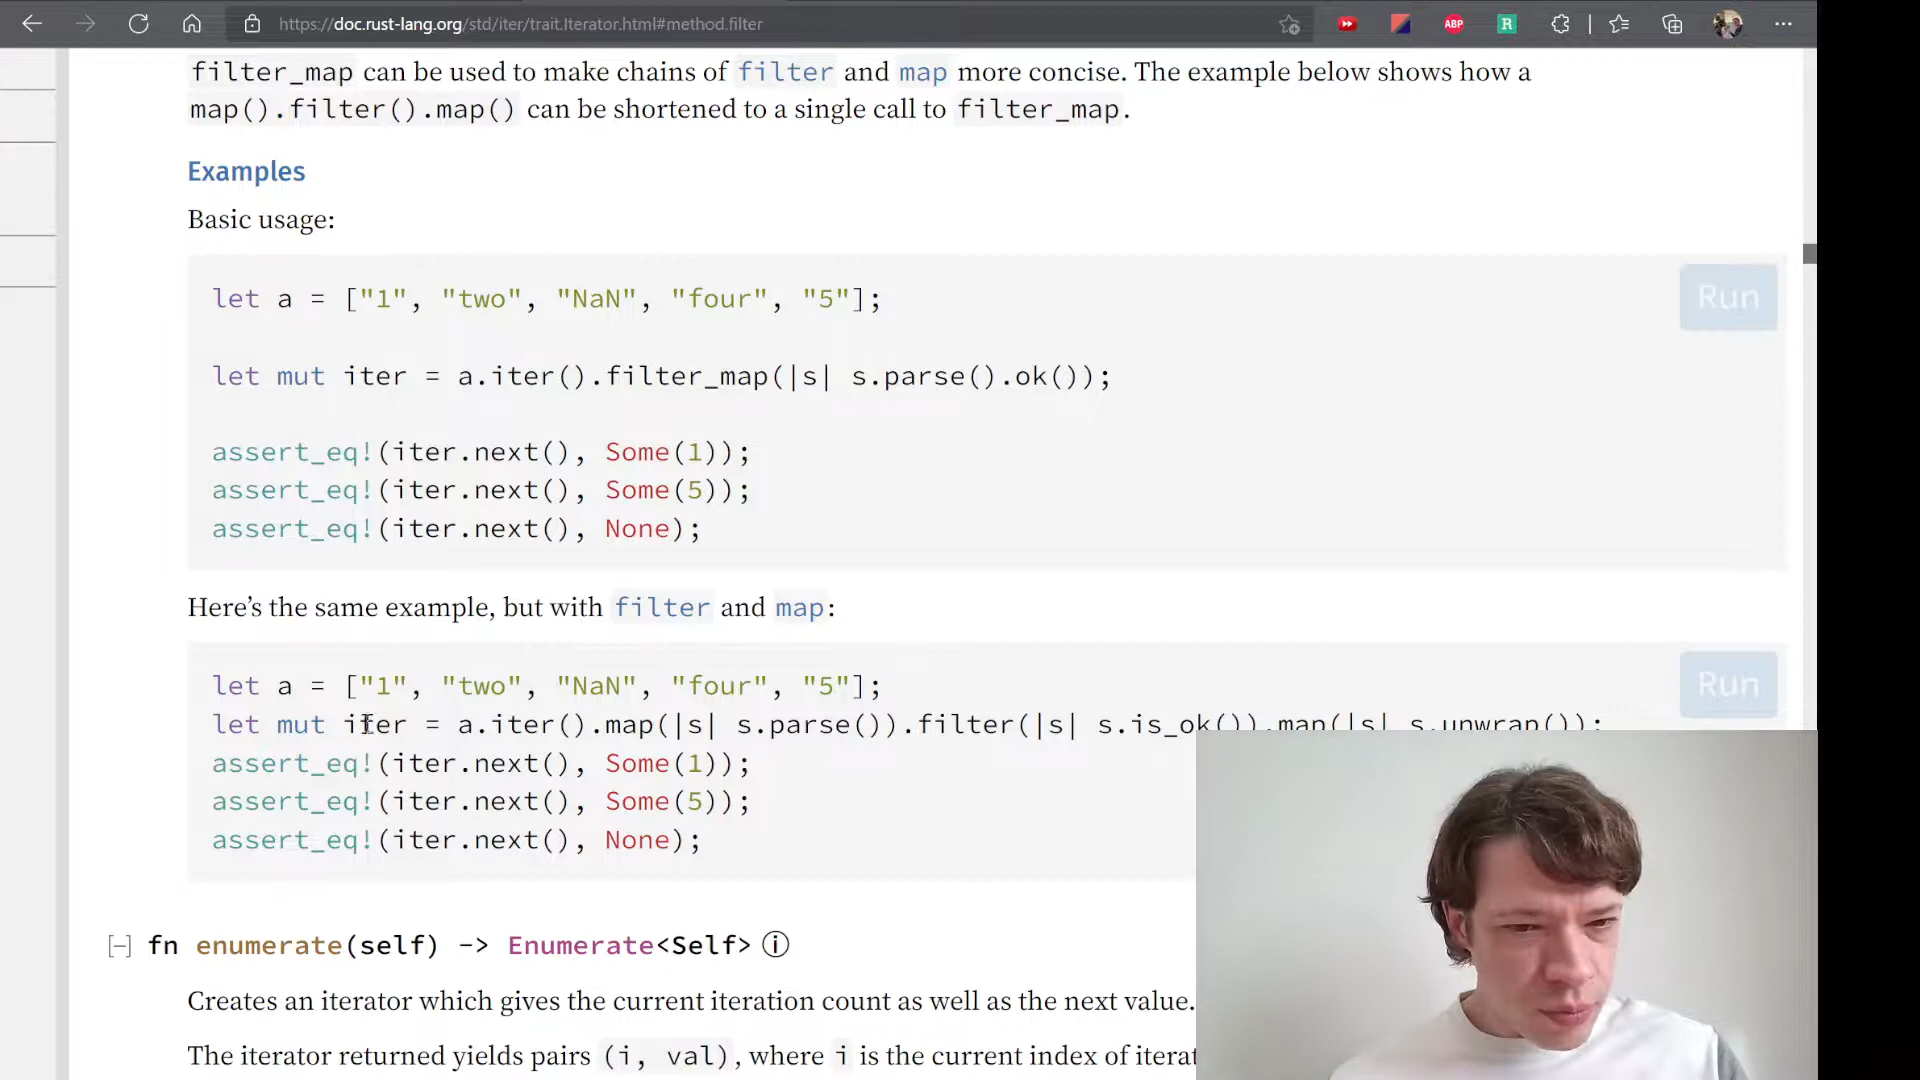 https://doc.rust-lang.org/std/iter/trait.Iterator.html#method.filter
ABP
R
filter_map can be used to make chains of filter and map more concise. The example below shows how a
map().filter().map() can be shortened to a single call to filter_map.
Examples
Basic usage:
Run
let a = ["1", "two", "NaN", "four", "5"];
let mut iter = a.iter().filter_map(|s| s.parse().ok());
assert_eq!(iter.next(), Some(1));
assert_eq!(iter.next(), Some(5));
assert_eq!(iter.next(), None);
Here’s the same example, but with filter and map:
Run
let a = ["1", "two", "NaN", "four", "5"];
let mut iter = a.iter().map(|s| s.parse()).filter(|s| s.is_ok()).map(|s| s.unwrap());
assert_eq!(iter.next(), Some(1));
assert_eq!(iter.next(), Some(5));
assert_eq!(iter.next(), None);
[−] fn enumerate(self) -> Enumerate<Self> ⓘ
Creates an iterator which gives the current iteration count as well as the next value.
The iterator returned yields pairs (i, val), where i is the current index of iterat